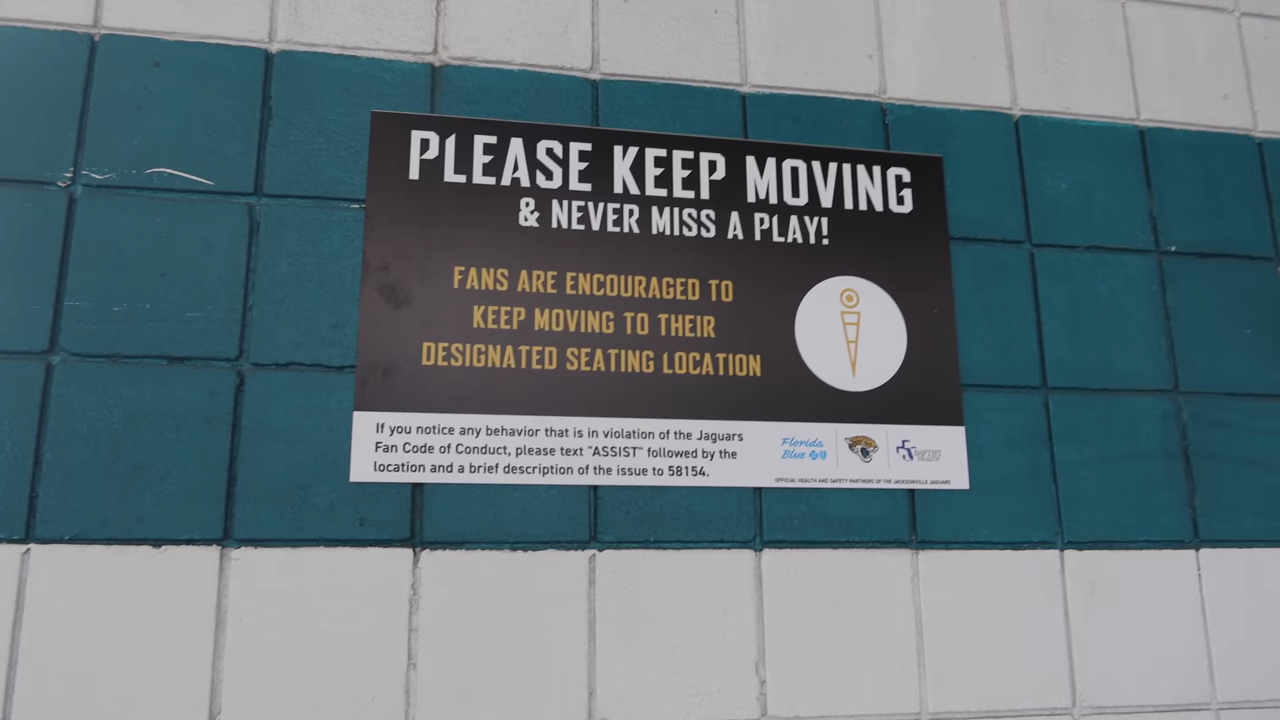 PLEASE KEEP MOVING
& NEVER MISS A PLAY!
FANS ARE ENCOURAGED TO
KEEP MOVING TO THEIR
DESIGNATED SEATING LOCATION
If you notice any behavior that is in violation of the Jaguars
Fan Code of Conduct, please text "ASSIST" followed by the
location and a brief description of the issue to 58154.
Florida
Blue
BAPTIST
HEALTH
OFFICIAL HEALTH AND SAFETY PARTNERS OF THE JACKSONVILLE JAGUARS